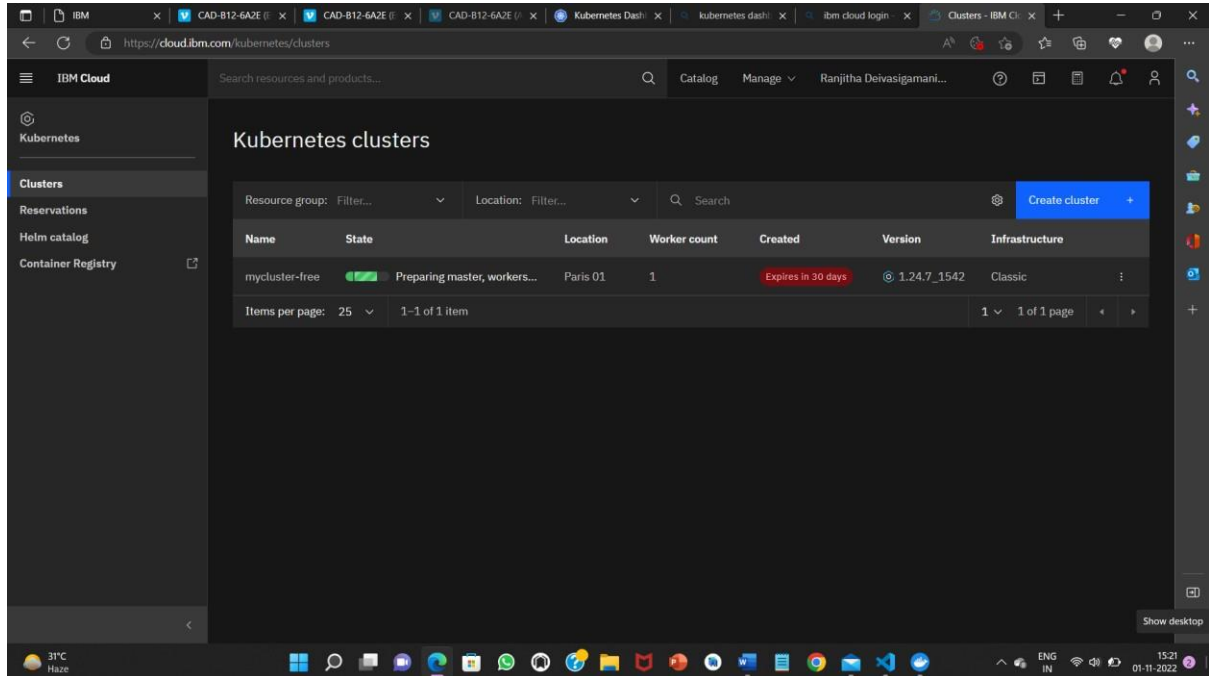 IBM
CAD-B12-6A2E (E
CAD-B12-6A2E (E
CAD-B12-6A2E (A
Kubernetes Dash
kubernetes dashb
ibm cloud login -
Clusters - IBM Clo
https://cloud.ibm.com/kubernetes/clusters
IBM Cloud
Search resources and products...
Catalog
Manage
Ranjitha Deivasigamani...
Kubernetes
Clusters
Reservations
Helm catalog
Container Registry
Kubernetes clusters
Resource group: Filter...
Location: Filter...
Search
Create cluster +
Name State Location Worker count Created Version Infrastructure
mycluster-free Preparing master, workers... Paris 01 1 Expires in 30 days 1.24.7_1542 Classic
Items per page: 25 1–1 of 1 item 1 1 of 1 page
Show desktop
31°C
Haze
ENG
IN
15:21
01-11-2022
2